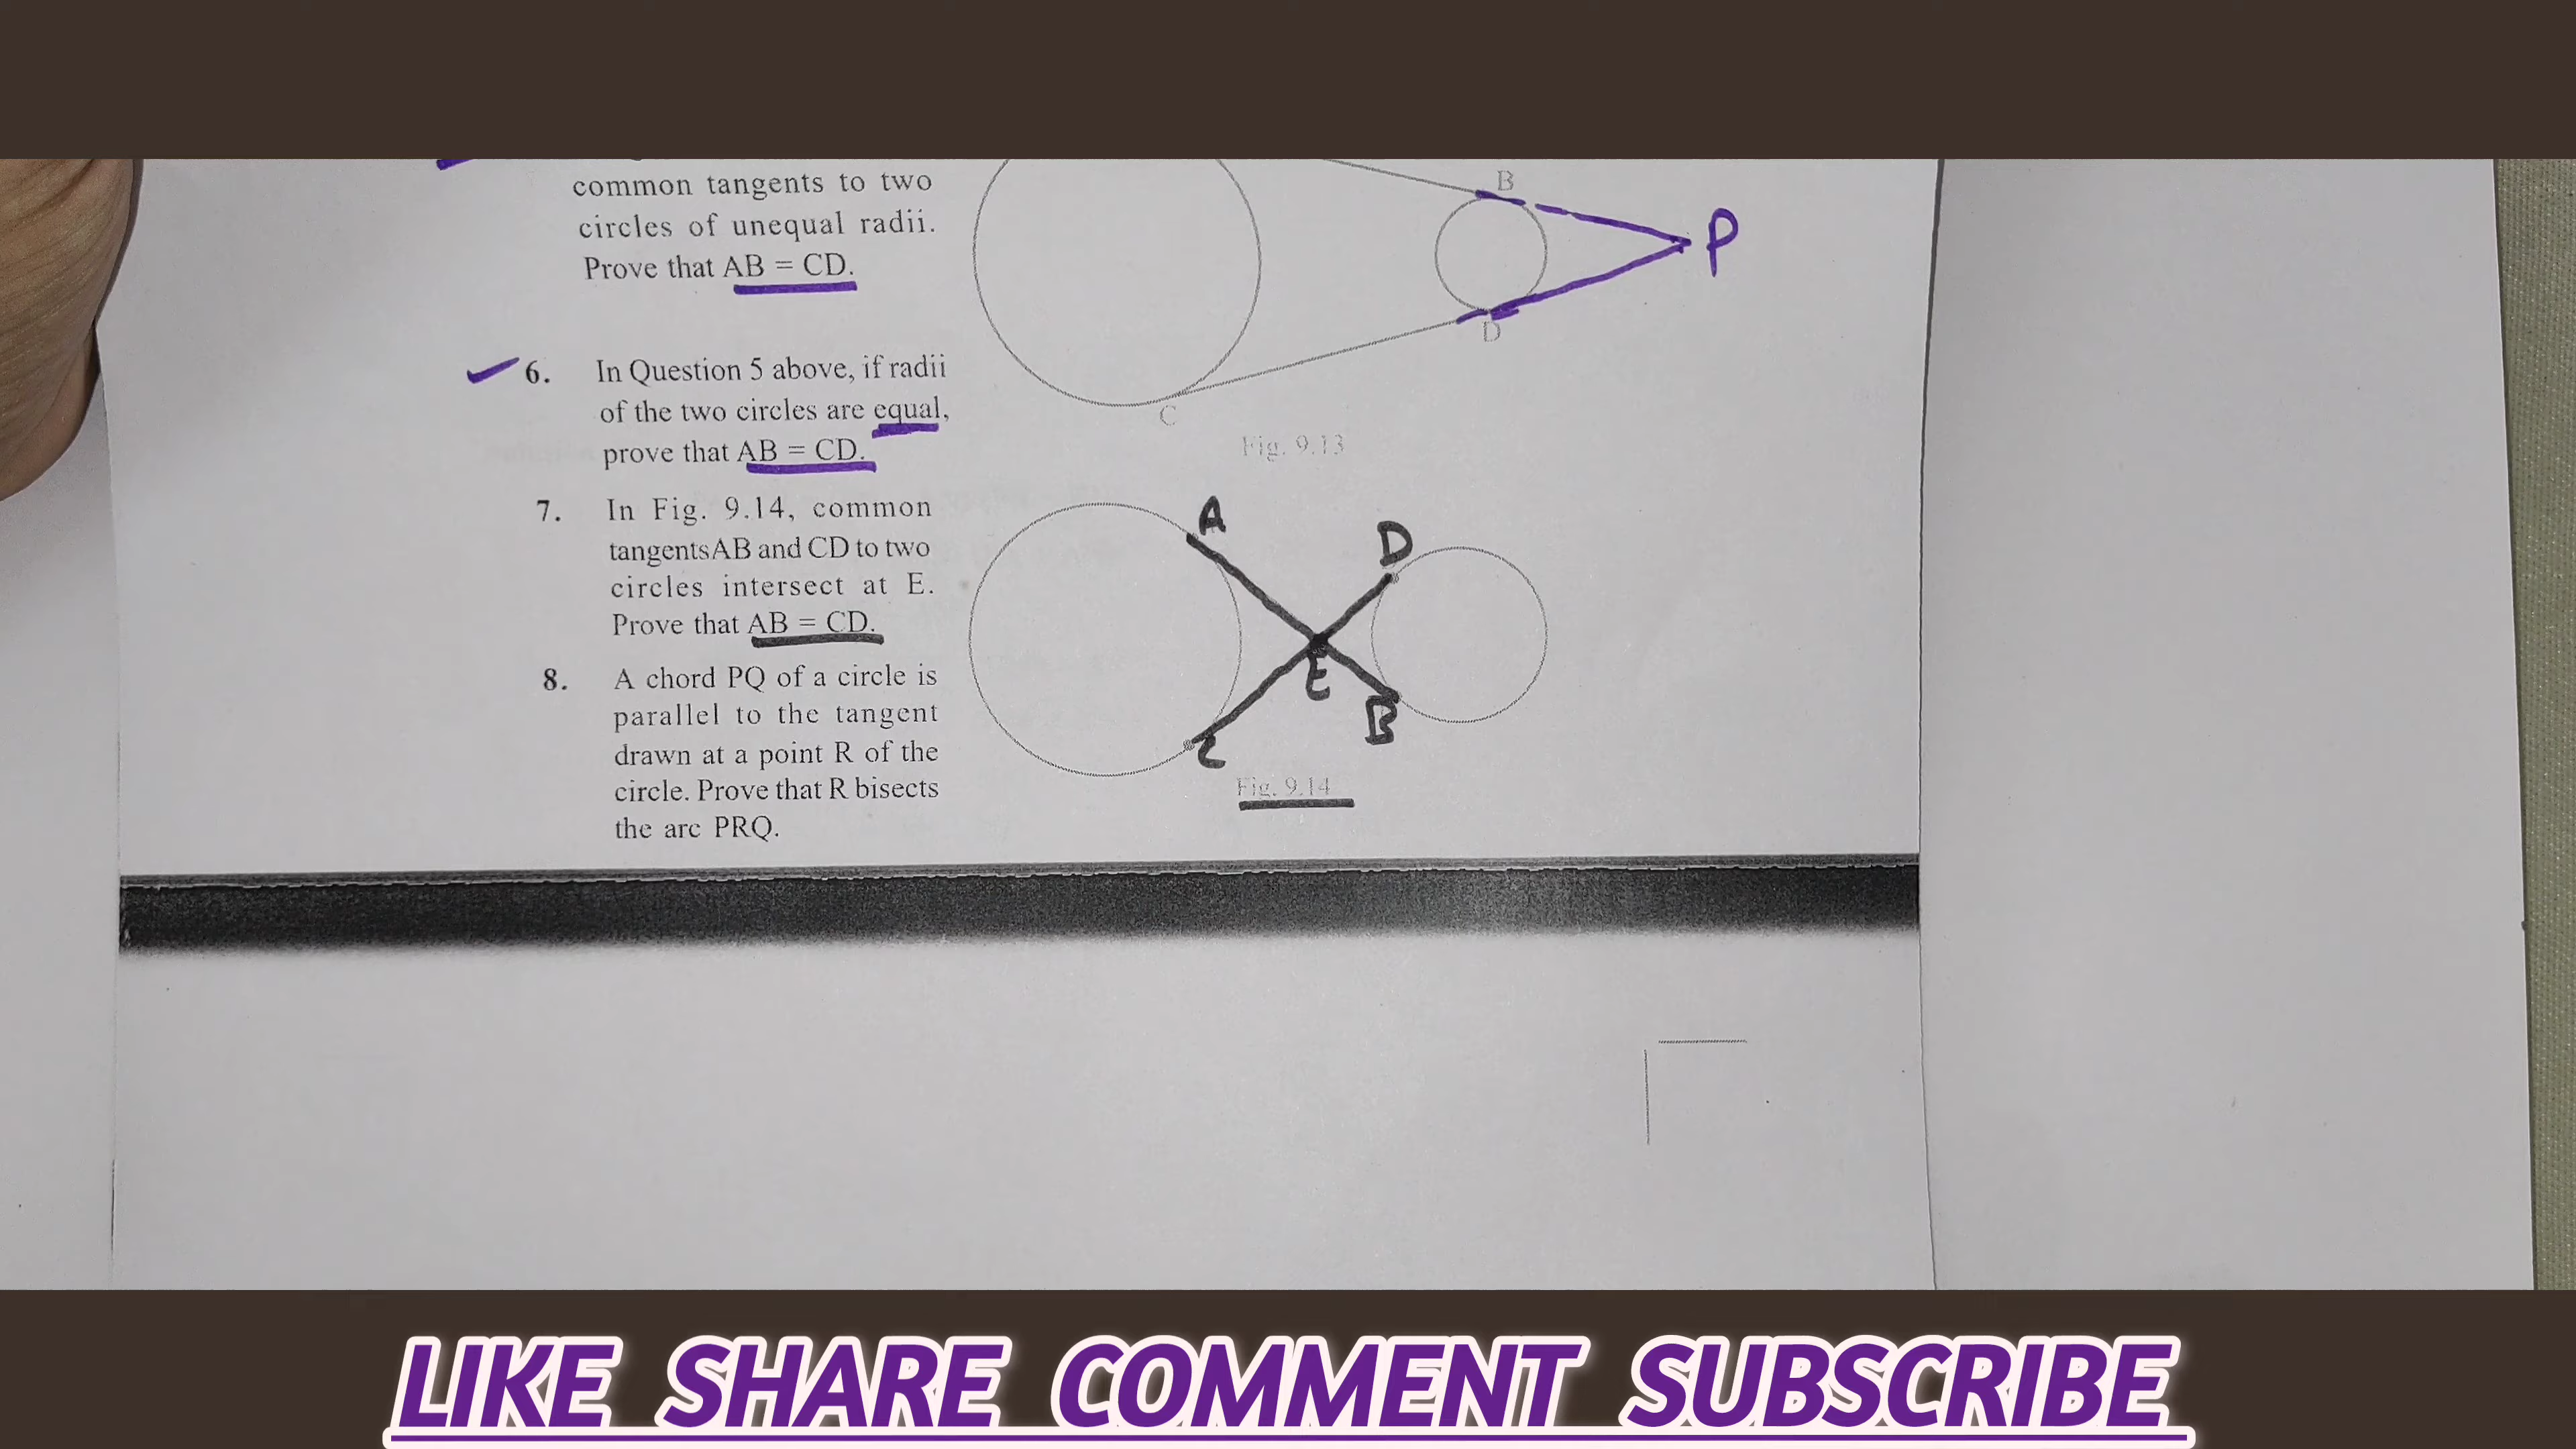 common tangents to two
circles of unequal radii.
Prove that AB = CD.
B
P
D
6. In Question 5 above, if radii
of the two circles are equal,
prove that AB = CD.
C
Fig. 9.13
7. In Fig. 9.14, common
tangents AB and CD to two
circles intersect at E.
Prove that AB = CD.
A
D
E
B
C
Fig. 9.14
8. A chord PQ of a circle is
parallel to the tangent
drawn at a point R of the
circle. Prove that R bisects
the arc PRQ.
LIKE SHARE COMMENT SUBSCRIBE